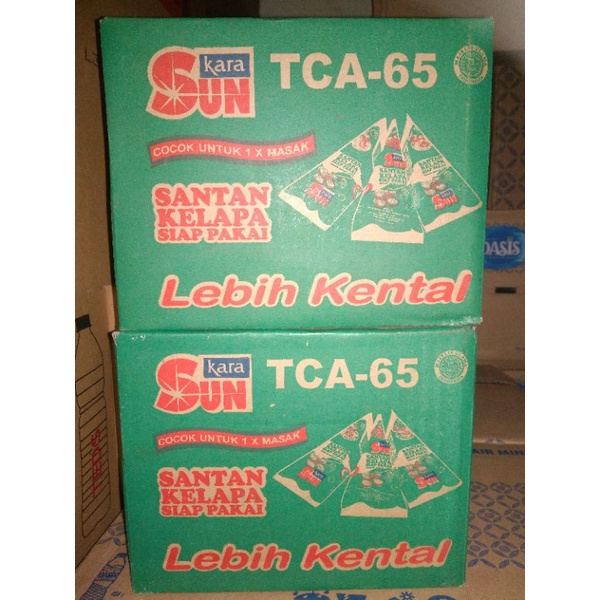 kara
SUN
TCA-65
COCOK UNTUK 1 X MASAK
SANTAN
KELAPA
SIAP PAKAI
Lebih Kental
kara
SUN
TCA-65
COCOK UNTUK 1 X MASAK
SANTAN
KELAPA
SIAP PAKAI
Lebih Kental
OASIS